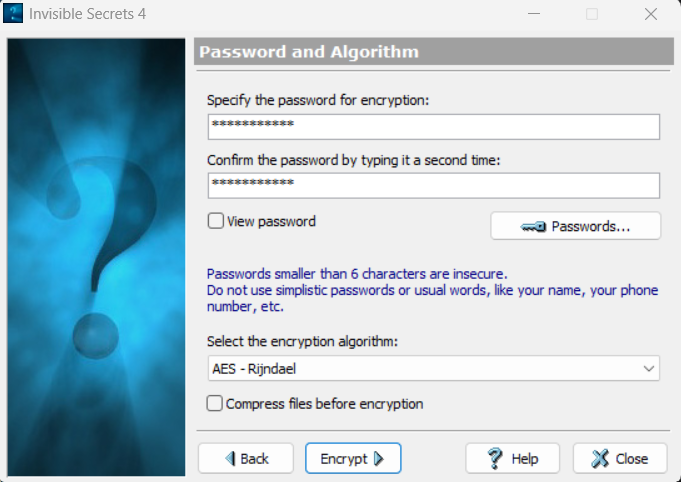 Invisible Secrets 4
Password and Algorithm
Specify the password for encryption:
***********
Confirm the password by typing it a second time:
***********
View password
Passwords...
Passwords smaller than 6 characters are insecure.
Do not use simplistic passwords or usual words, like your name, your phone
number, etc.
Select the encryption algorithm:
AES - Rijndael
Compress files before encryption
Back
Encrypt
Help
Close